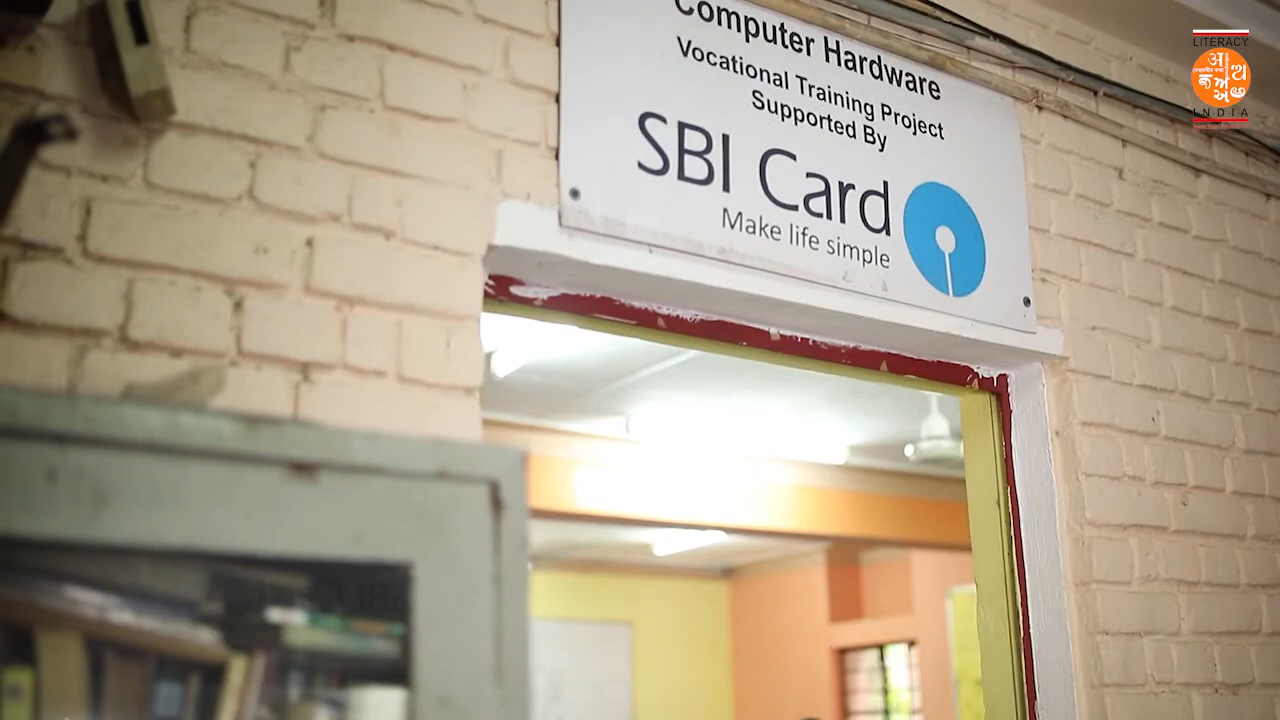 Computer Hardware
Vocational Training Project
Supported By
SBI Card
Make life simple
LITERACY
INDIA